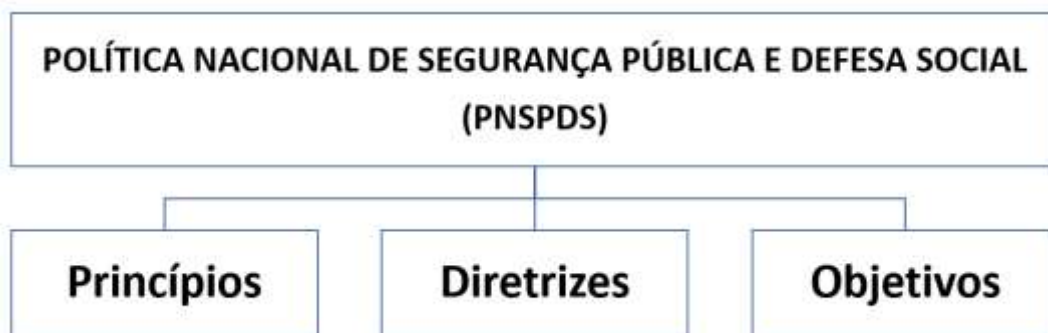 POLÍTICA NACIONAL DE SEGURANÇA PÚBLICA E DEFESA SOCIAL
(PNSPDS)
Princípios
Diretrizes
Objetivos